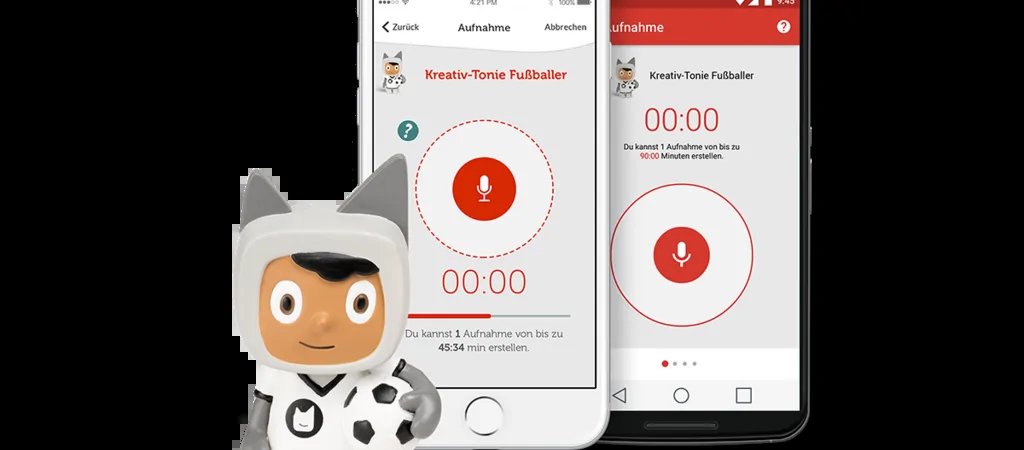 4:21 PM
100%
Zurück
Aufnahme
Abbrechen
Kreativ-Tonie Fußballer
?
00:00
Du kannst 1 Aufnahme von bis zu
45:34 min erstellen.
9:45
Aufnahme
?
Kreativ-Tonie Fußballer
00:00
Du kannst 1 Aufnahme von bis zu
90:00 Minuten erstellen.